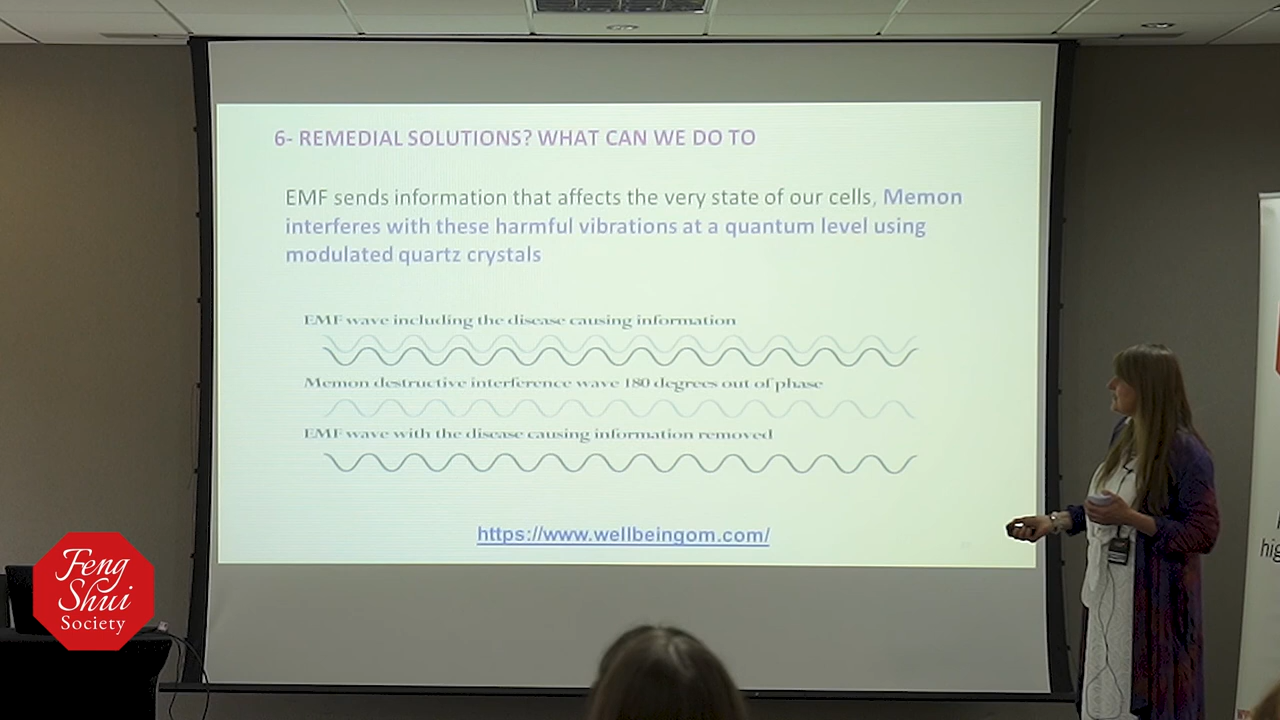 6- REMEDIAL SOLUTIONS? WHAT CAN WE DO TO
EMF sends information that affects the very state of our cells, Memon
interferes with these harmful vibrations at a quantum level using
modulated quartz crystals
EMF wave including the disease causing information
Memon destructive interference wave 180 degrees out of phase
EMF wave with the disease causing information removed
https://www.wellbeingom.com/
Feng
Shui
Society
hig